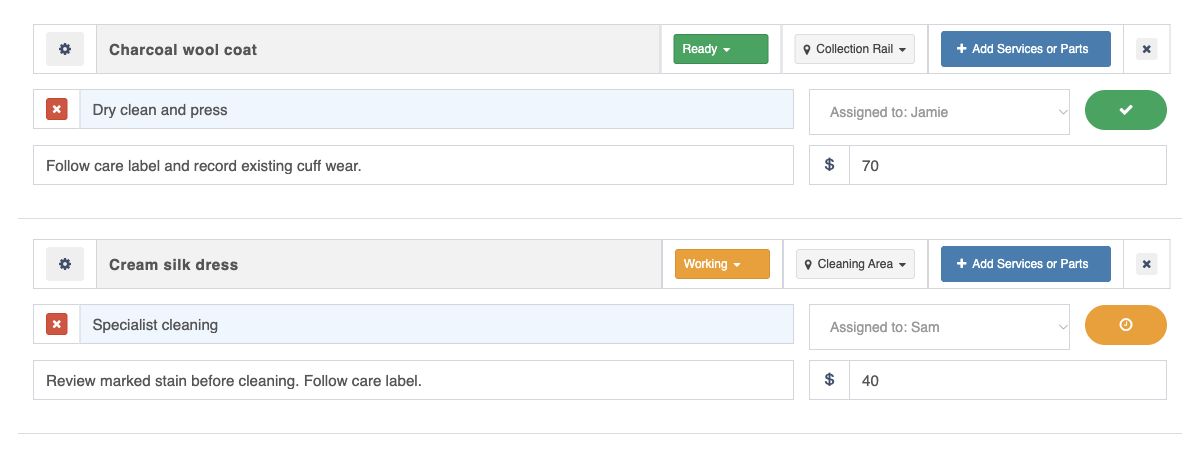 Charcoal wool coat Ready Collection Rail + Add Services or Parts
Dry clean and press Assigned to: Jamie
Follow care label and record existing cuff wear. $ 70
Cream silk dress Working Cleaning Area + Add Services or Parts
Specialist cleaning Assigned to: Sam
Review marked stain before cleaning. Follow care label. $ 40